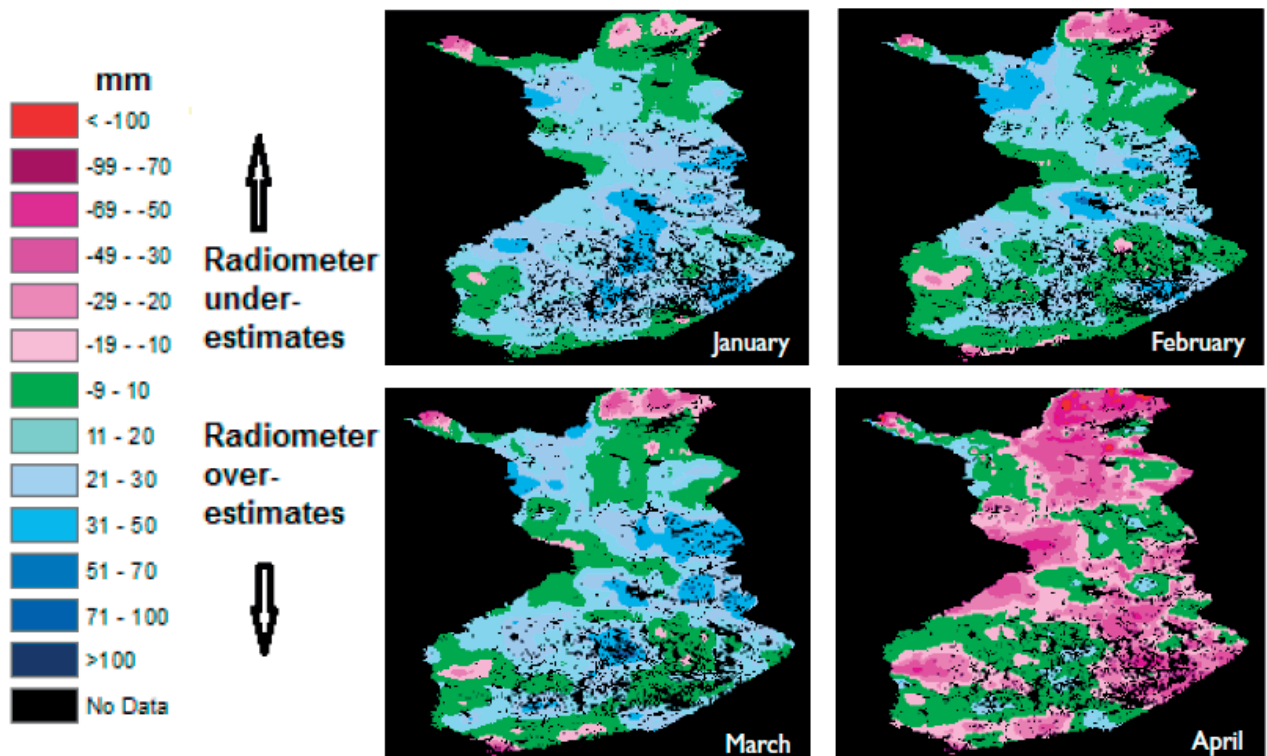 mm
< -100
-99 - -70
-69 - -50
-49 - -30
-29 - -20
-19 - -10
-9 - 10
11 - 20
21 - 30
31 - 50
51 - 70
71 - 100
>100
No Data
Radiometer
under-
estimates
Radiometer
over-
estimates
January
February
March
April